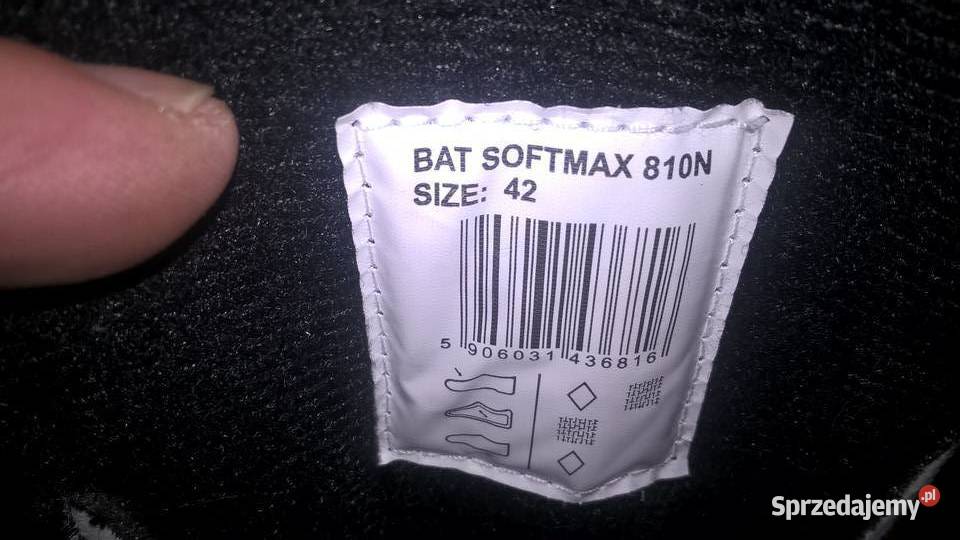 BAT SOFTMAX 810N
SIZE: 42
5 906031 436816
Sprzedajemy.pl